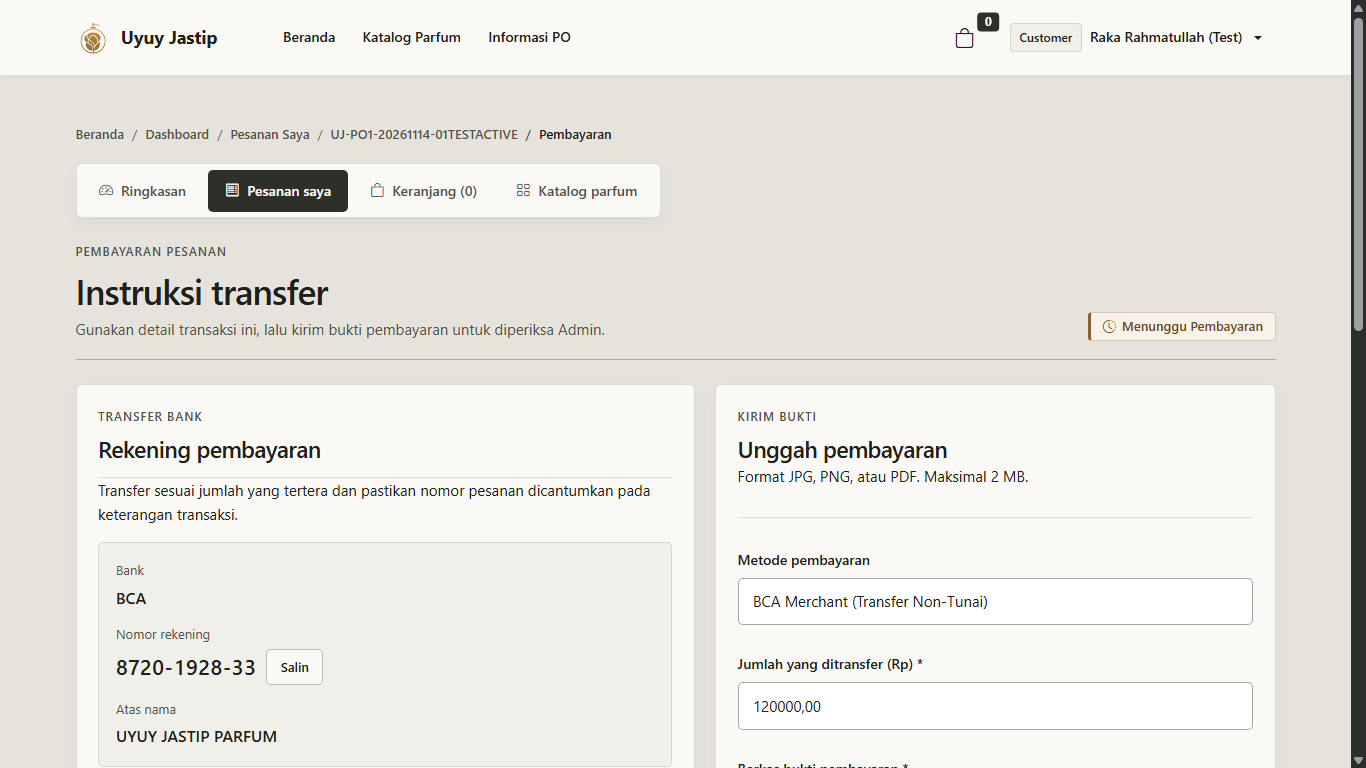 Uyuy Jastip
Beranda
Katalog Parfum
Informasi PO
0
Customer
Raka Rahmatullah (Test)
Beranda / Dashboard / Pesanan Saya / UJ-PO1-20261114-01TESTACTIVE / Pembayaran
Ringkasan
Pesanan saya
Keranjang (0)
Katalog parfum
PEMBAYARAN PESANAN
Instruksi transfer
Gunakan detail transaksi ini, lalu kirim bukti pembayaran untuk diperiksa Admin.
Menunggu Pembayaran
TRANSFER BANK
Rekening pembayaran
Transfer sesuai jumlah yang tertera dan pastikan nomor pesanan dicantumkan pada
keterangan transaksi.
Bank
BCA
Nomor rekening
8720-1928-33
Salin
Atas nama
UYUY JASTIP PARFUM
KIRIM BUKTI
Unggah pembayaran
Format JPG, PNG, atau PDF. Maksimal 2 MB.
Metode pembayaran
BCA Merchant (Transfer Non-Tunai)
Jumlah yang ditransfer (Rp) *
120000,00
Berkas bukti pembayaran *